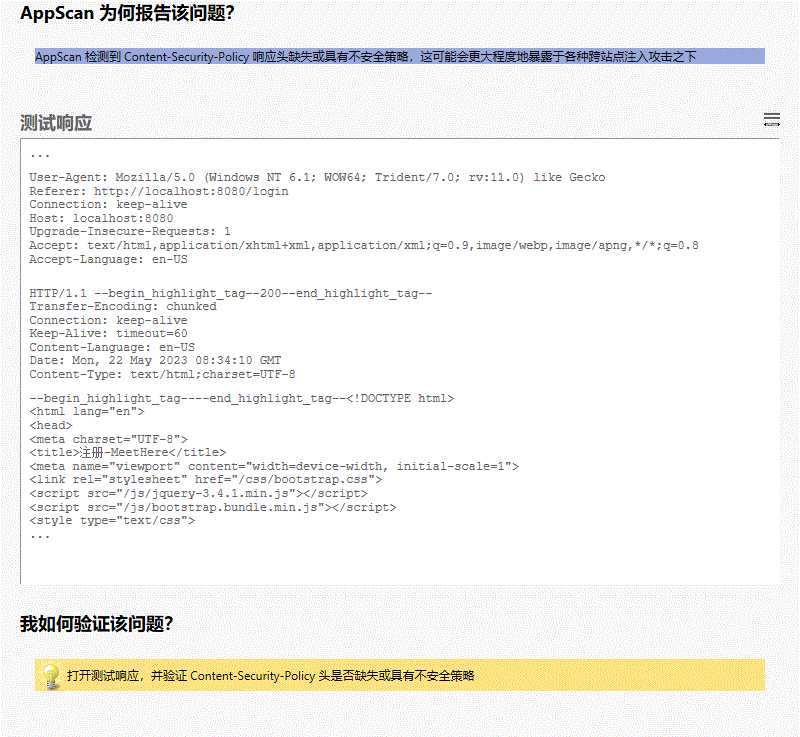 AppScan 为何报告该问题？
AppScan 检测到 Content-Security-Policy 响应头缺失或具有不安全策略，这可能会更大程度地暴露于各种跨站点注入攻击之下
测试响应
...
User-Agent: Mozilla/5.0 (Windows NT 6.1; WOW64; Trident/7.0; rv:11.0) like Gecko
Referer: http://localhost:8080/login
Connection: keep-alive
Host: localhost:8080
Upgrade-Insecure-Requests: 1
Accept: text/html,application/xhtml+xml,application/xml;q=0.9,image/webp,image/apng,*/*;q=0.8
Accept-Language: en-US
HTTP/1.1 --begin_highlight_tag--200--end_highlight_tag--
Transfer-Encoding: chunked
Connection: keep-alive
Keep-Alive: timeout=60
Content-Language: en-US
Date: Mon, 22 May 2023 08:34:10 GMT
Content-Type: text/html;charset=UTF-8
--begin_highlight_tag----end_highlight_tag--<!DOCTYPE html>
<html lang="en">
<head>
<meta charset="UTF-8">
<title>注册-MeetHere</title>
<meta name="viewport" content="width=device-width, initial-scale=1">
<link rel="stylesheet" href="/css/bootstrap.css">
<script src="/js/jquery-3.4.1.min.js"></script>
<script src="/js/bootstrap.bundle.min.js"></script>
<style type="text/css">
...
我如何验证该问题？
打开测试响应，并验证 Content-Security-Policy 头是否缺失或具有不安全策略